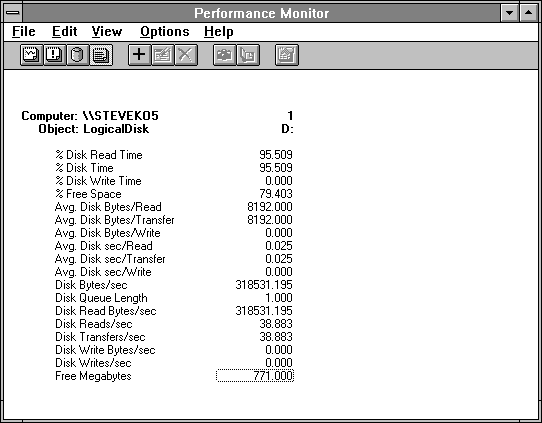 Performance Monitor
File Edit View Options Help
Computer: \\STEVEKO5 1
Object: LogicalDisk D:
% Disk Read Time 95.509
% Disk Time 95.509
% Disk Write Time 0.000
% Free Space 79.403
Avg. Disk Bytes/Read 8192.000
Avg. Disk Bytes/Transfer 8192.000
Avg. Disk Bytes/Write 0.000
Avg. Disk sec/Read 0.025
Avg. Disk sec/Transfer 0.025
Avg. Disk sec/Write 0.000
Disk Bytes/sec 318531.195
Disk Queue Length 1.000
Disk Read Bytes/sec 318531.195
Disk Reads/sec 38.883
Disk Transfers/sec 38.883
Disk Write Bytes/sec 0.000
Disk Writes/sec 0.000
Free Megabytes 771.000